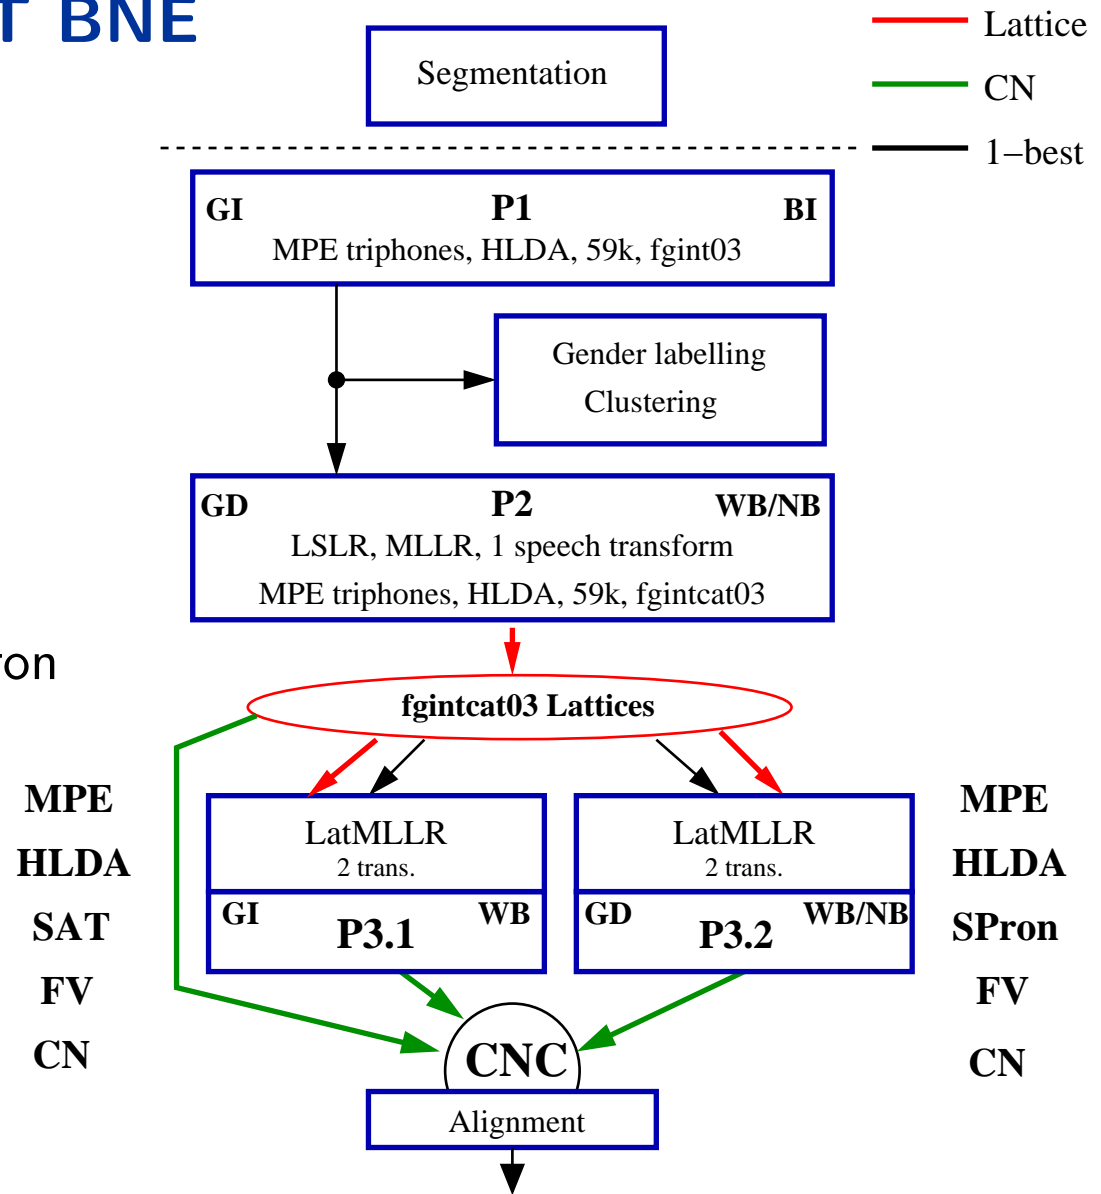 T BNE
Lattice
CN
1−best
Segmentation
GI P1 BI
MPE triphones, HLDA, 59k, fgint03
Gender labelling
Clustering
GD P2 WB/NB
LSLR, MLLR, 1 speech transform
MPE triphones, HLDA, 59k, fgintcat03
ron
fgintcat03 Lattices
MPE
HLDA
SAT
FV
CN
LatMLLR
2 trans.
GI P3.1 WB
LatMLLR
2 trans.
GD P3.2 WB/NB
MPE
HLDA
SPron
FV
CN
CNC
Alignment